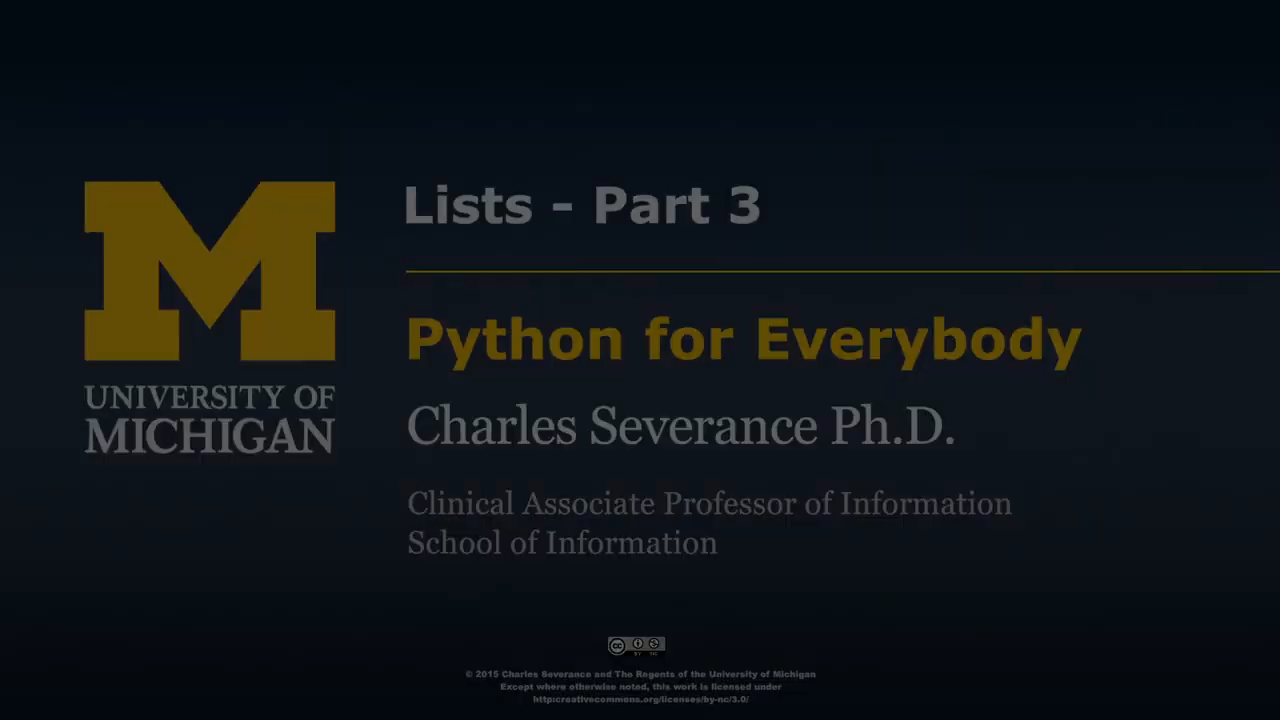 Lists - Part 3
Python for Everybody
UNIVERSITY OF
MICHIGAN
Charles Severance Ph.D.
Clinical Associate Professor of Information
School of Information
© 2015 Charles Severance and The Regents of the University of Michigan
Except where otherwise noted, this work is licensed under
http:creativecommons.org/licenses/by-nc/3.0/